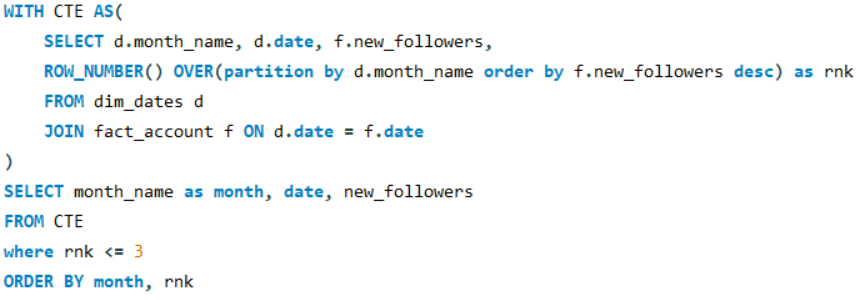 WITH CTE AS(
    SELECT d.month_name, d.date, f.new_followers,
    ROW_NUMBER() OVER(partition by d.month_name order by f.new_followers desc) as rnk
    FROM dim_dates d
    JOIN fact_account f ON d.date = f.date
)
SELECT month_name as month, date, new_followers
FROM CTE
where rnk <= 3
ORDER BY month, rnk